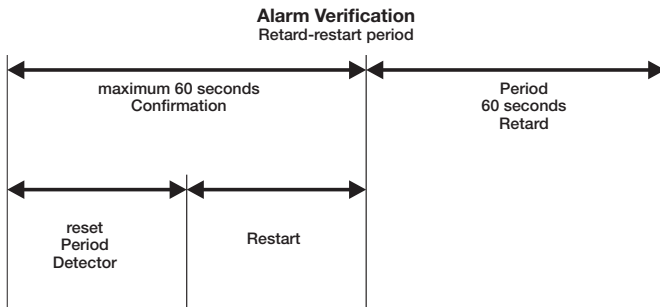 Alarm Verification
Retard-restart period
maximum 60 seconds
Confirmation
Period
60 seconds
Retard
reset
Period
Detector
Restart